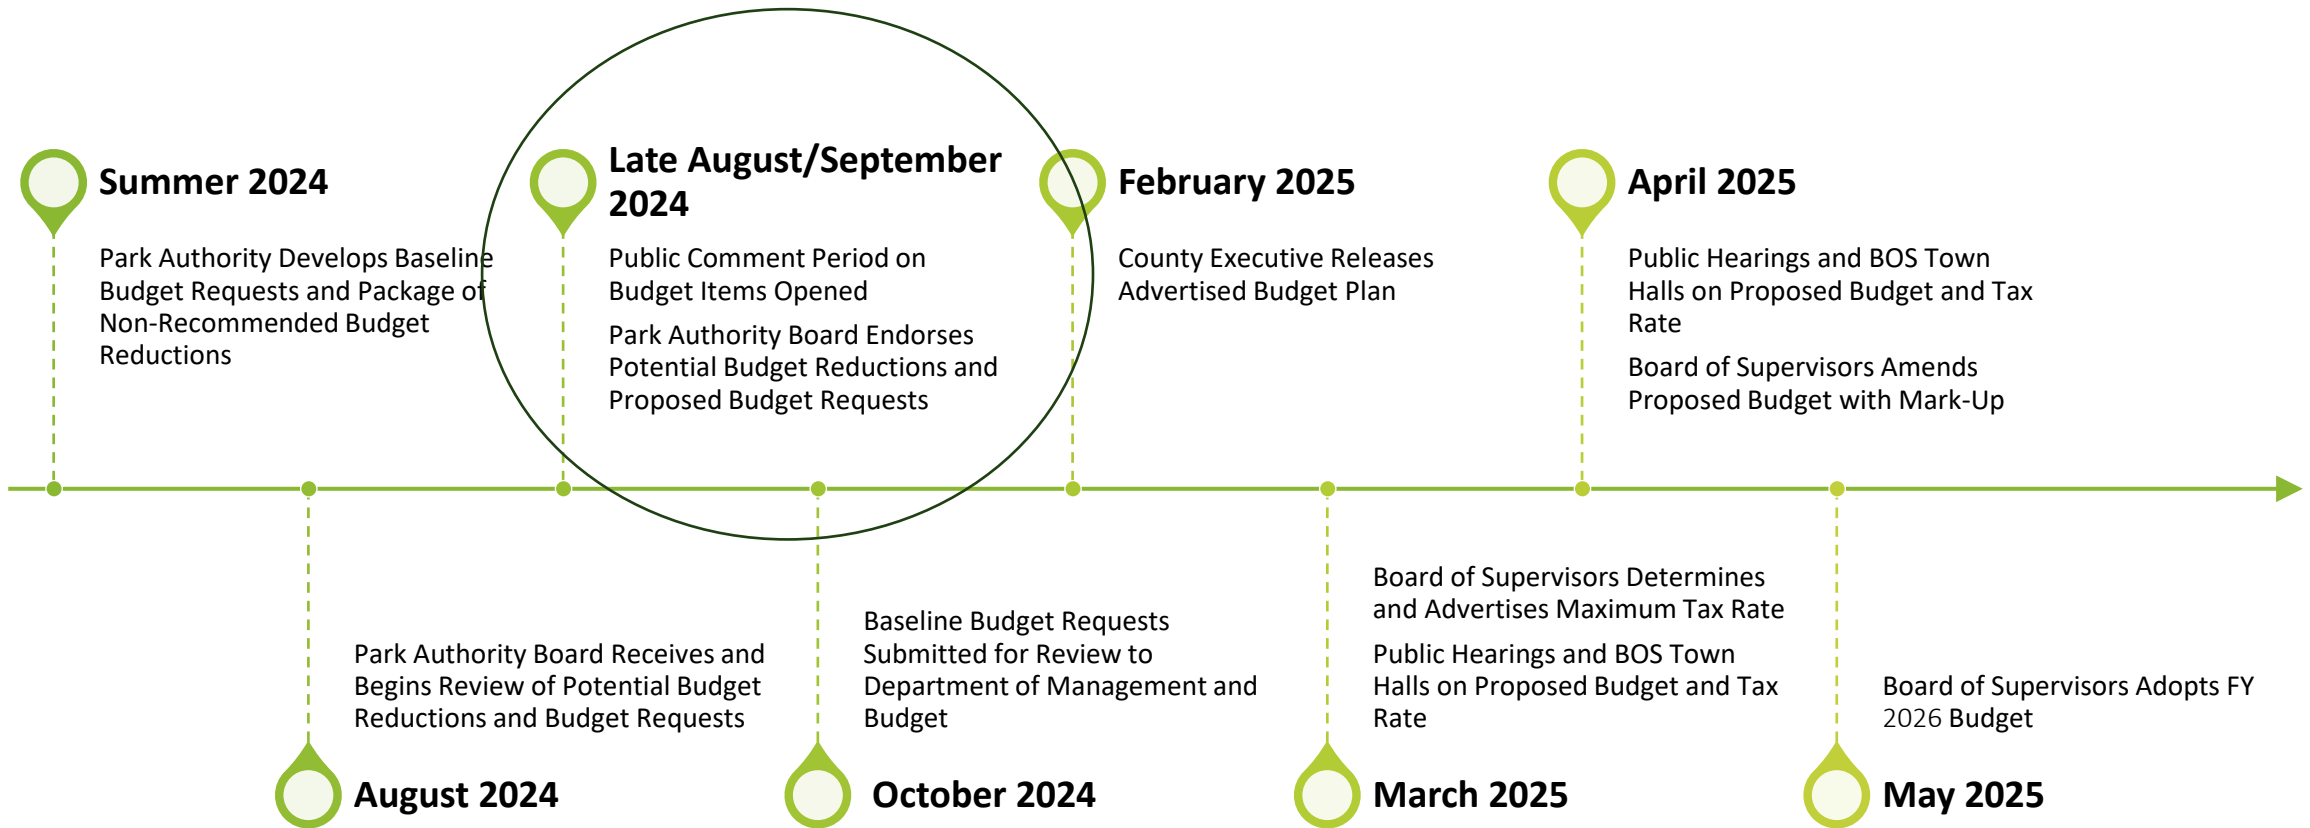 Summer 2024
Park Authority Develops Baseline
Budget Requests and Package of
Non-Recommended Budget
Reductions
Late August/September
2024
Public Comment Period on
Budget Items Opened
Park Authority Board Endorses
Potential Budget Reductions and
Proposed Budget Requests
February 2025
County Executive Releases
Advertised Budget Plan
April 2025
Public Hearings and BOS Town
Halls on Proposed Budget and Tax
Rate
Board of Supervisors Amends
Proposed Budget with Mark-Up
Park Authority Board Receives and
Begins Review of Potential Budget
Reductions and Budget Requests
August 2024
Baseline Budget Requests
Submitted for Review to
Department of Management and
Budget
October 2024
Board of Supervisors Determines
and Advertises Maximum Tax Rate
Public Hearings and BOS Town
Halls on Proposed Budget and Tax
Rate
March 2025
Board of Supervisors Adopts FY
2026 Budget
May 2025